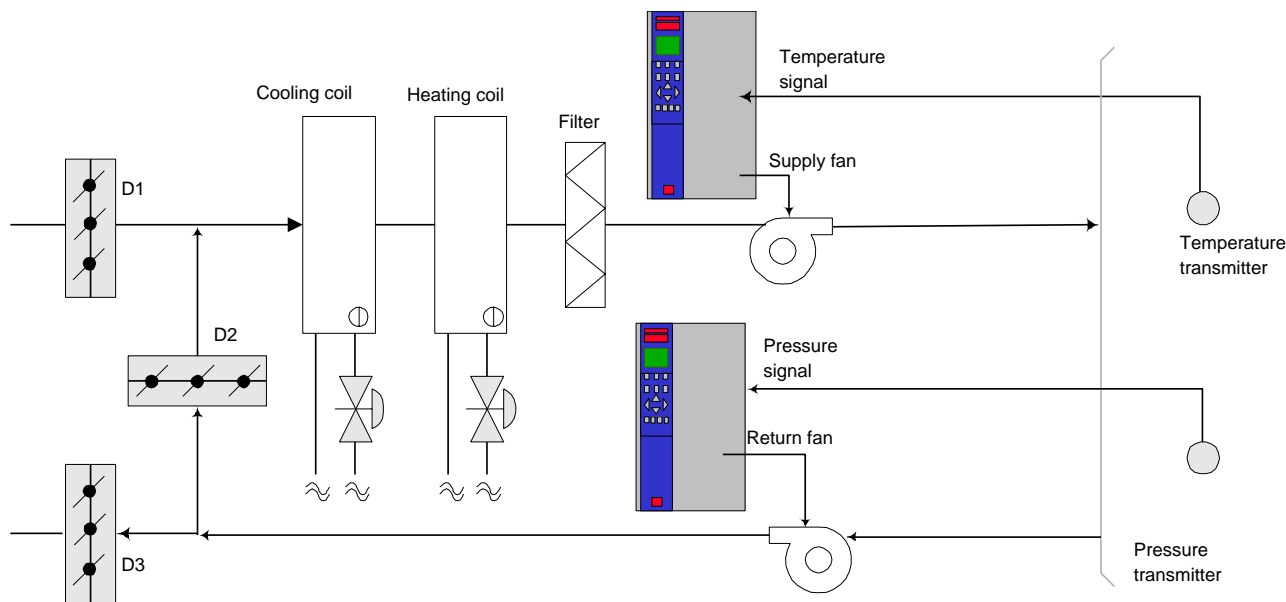 Temperature
signal
Cooling coil
Heating coil
Filter
Supply fan
D1
Temperature
transmitter
D2
Pressure
signal
Return fan
D3
Pressure
transmitter